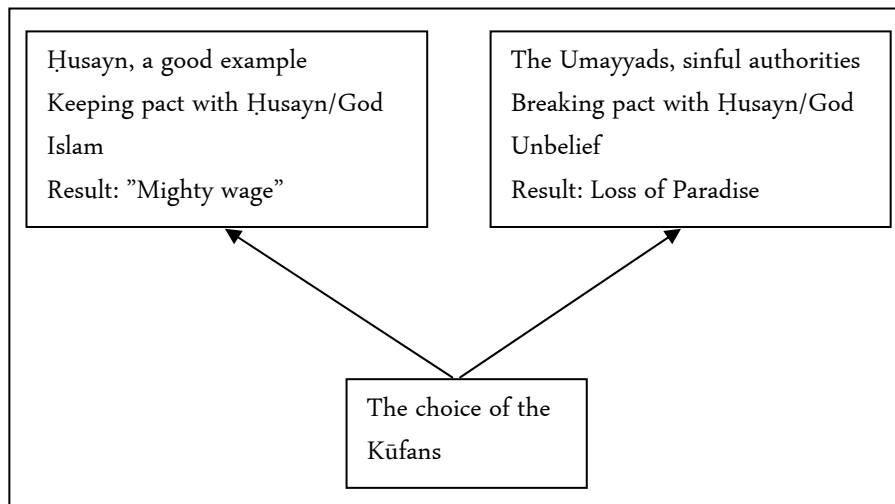 Ḥusayn, a good example
Keeping pact with Ḥusayn/God
Islam
Result: ”Mighty wage”
The Umayyads, sinful authorities
Breaking pact with Ḥusayn/God
Unbelief
Result: Loss of Paradise
The choice of the
Kūfans